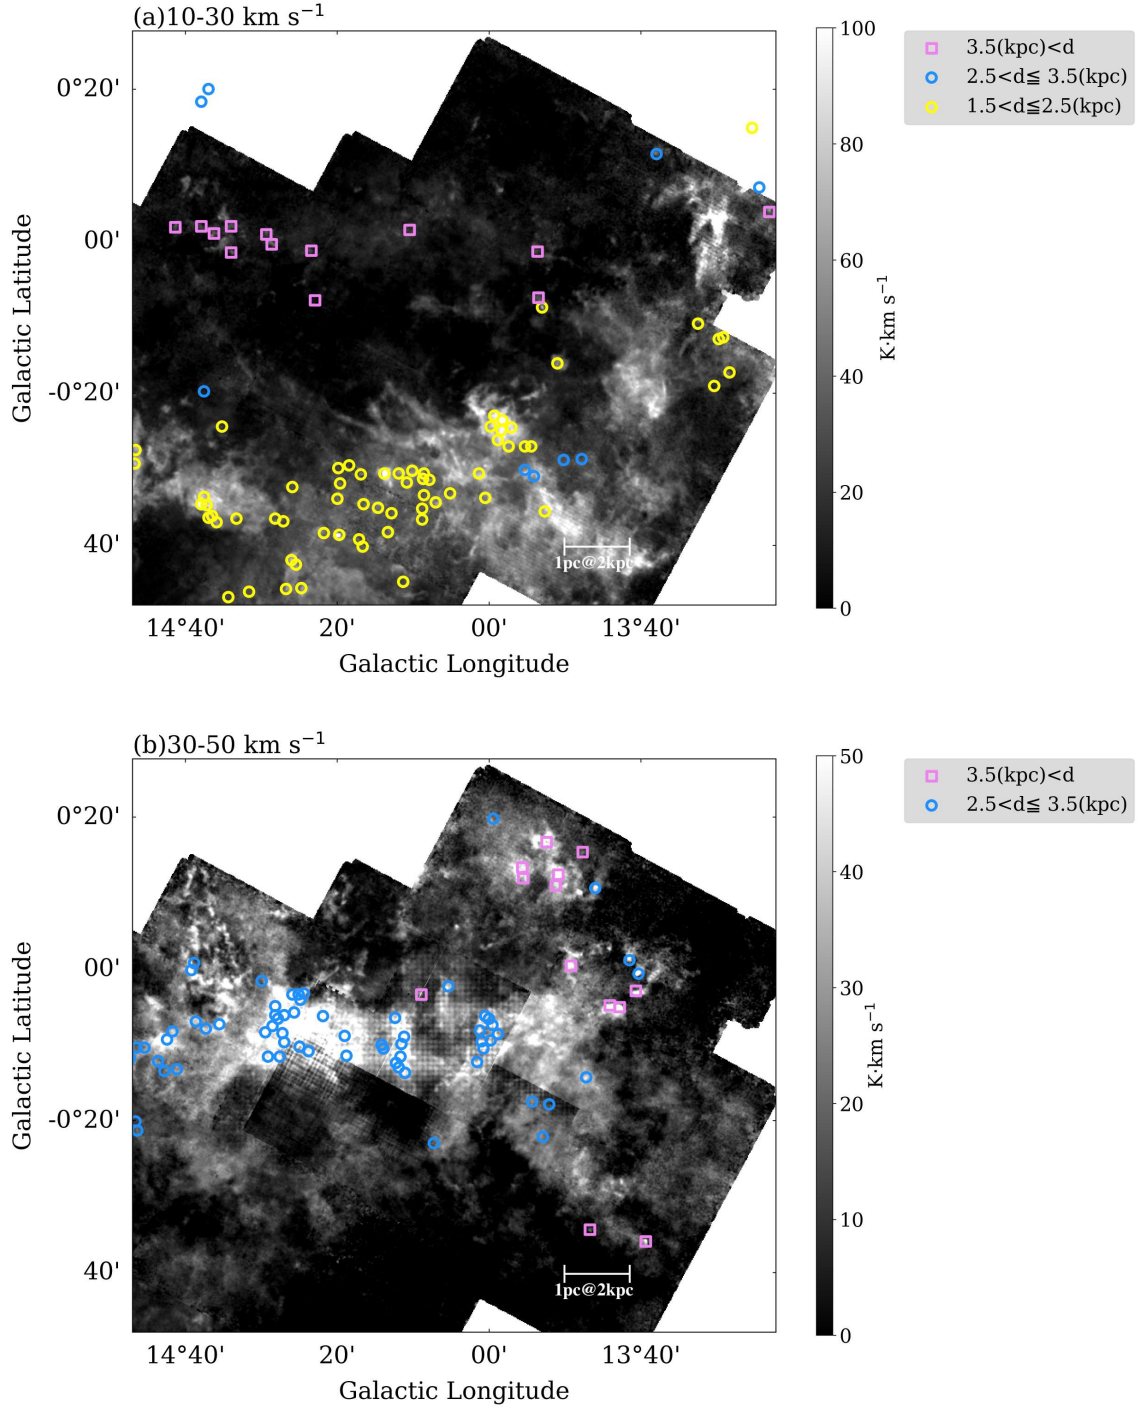 (a)10-30 km s⁻¹
3.5(kpc)<d
2.5<d≦ 3.5(kpc)
1.5<d≦2.5(kpc)
0°20'
00'
-0°20'
40'
Galactic Latitude
1pc@2kpc
14°40'
20'
00'
13°40'
Galactic Longitude
100
80
60
40
20
0
K·km s⁻¹
(b)30-50 km s⁻¹
3.5(kpc)<d
2.5<d≦ 3.5(kpc)
0°20'
00'
-0°20'
40'
Galactic Latitude
1pc@2kpc
14°40'
20'
00'
13°40'
Galactic Longitude
50
40
30
20
10
0
K·km s⁻¹